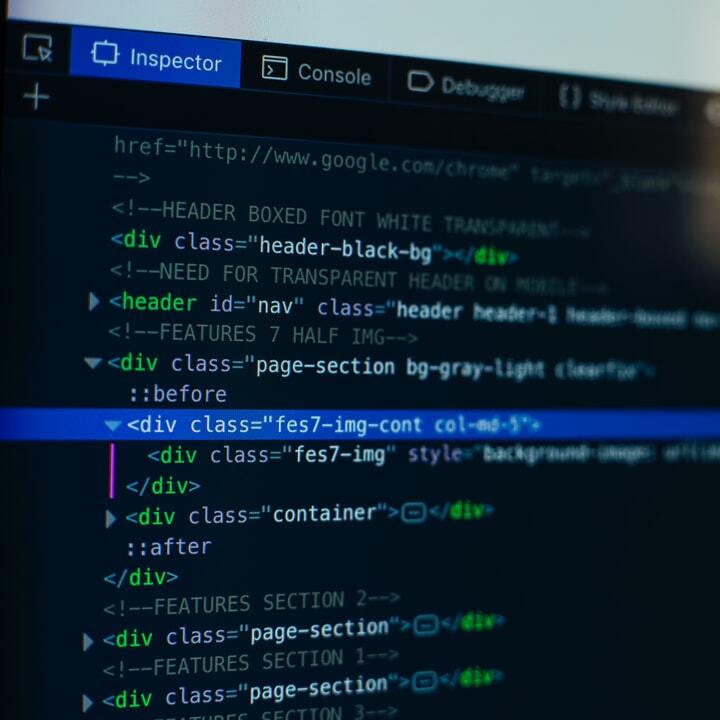 Inspector Console Debugger Style Editor
href="http://www.google.com/chrome"
-->
<!--HEADER BOXED FONT WHITE TRANSPARENT-->
<div class="header-black-bg"></div>
<!--NEED FOR TRANSPARENT HEADER ON MOBILE-->
<header id="nav" class="header header-1 header-boxed
<!--FEATURES 7 HALF IMG-->
<div class="page-section bg-gray-light clearfix">
::before
<div class="fes7-img-cont col-md-5">
<div class="fes7-img" style="background-image:
</div>
<div class="container"></div>
::after
</div>
<!--FEATURES SECTION 2-->
<div class="page-section"></div>
<!--FEATURES SECTION 1-->
<div class="page-section"></div>
<!--FEATURES SECTION 3-->